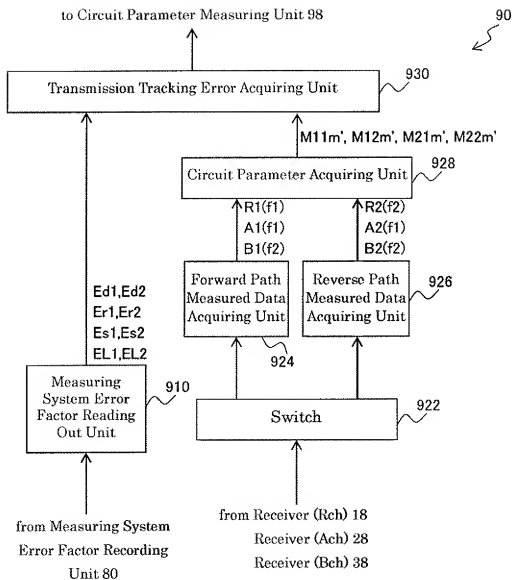 to Circuit Parameter Measuring Unit 98
90
930
Transmission Tracking Error Acquiring Unit
M11m', M12m', M21m', M22m'
928
Circuit Parameter Acquiring Unit
R1(f1)
A1(f1)
B1(f2)
R2(f2)
A2(f1)
B2(f2)
Forward Path
Measured Data
Acquiring Unit
924
Reverse Path
Measured Data
Acquiring Unit
926
Ed1,Ed2
Er1,Er2
Es1,Es2
EL1,EL2
910
Measuring
System Error
Factor Reading
Out Unit
Switch
922
from Measuring System
Error Factor Recording
Unit 80
from Receiver (Rch) 18
Receiver (Ach) 28
Receiver (Bch) 38